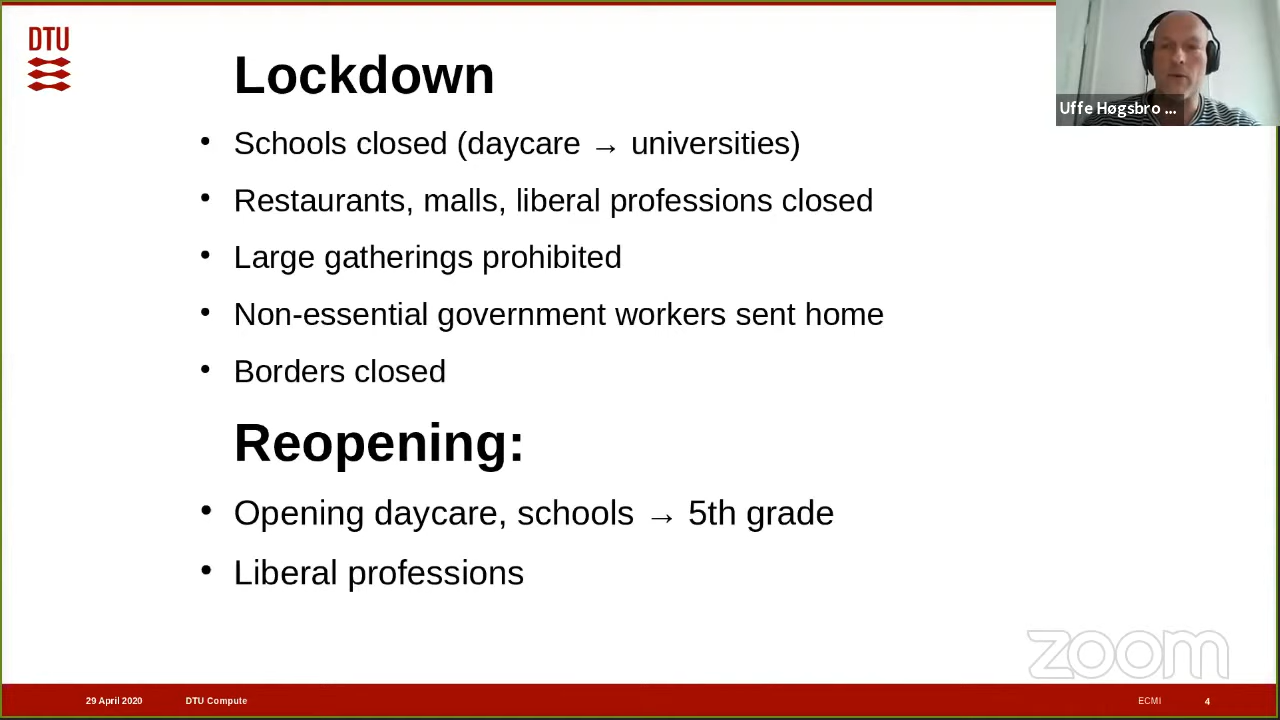 DTU
Lockdown
• Schools closed (daycare → universities)
• Restaurants, malls, liberal professions closed
• Large gatherings prohibited
• Non-essential government workers sent home
• Borders closed
Reopening:
• Opening daycare, schools → 5th grade
• Liberal professions
Uffe Høgsbro ...
zoom
29 April 2020 DTU Compute ECMI 4